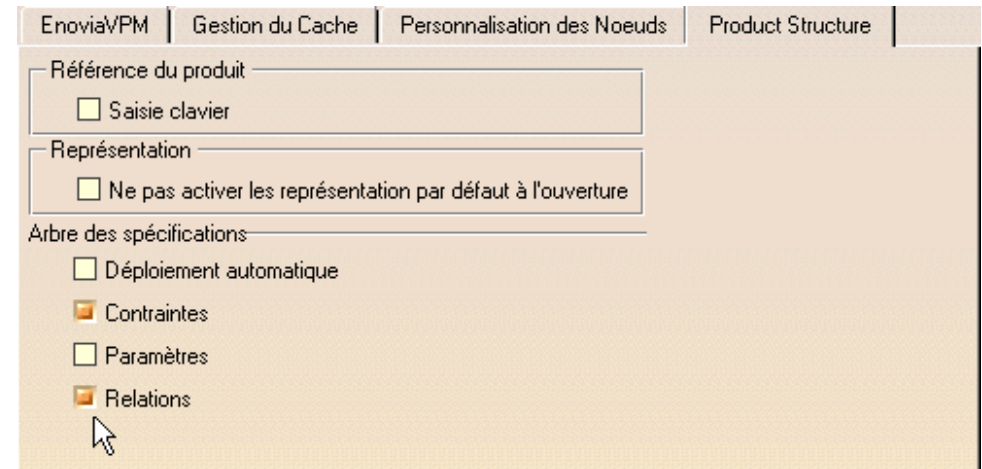 EnoviaVPM Gestion du Cache Personnalisation des Noeuds Product Structure
Référence du produit
Saisie clavier
Représentation
Ne pas activer les représentation par défaut à l'ouverture
Arbre des spécifications
Déploiement automatique
Contraintes
Paramètres
Relations